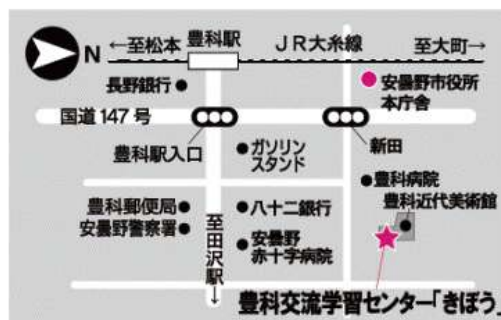 N
←至松本
豊科駅
JR大糸線
至大町→
長野銀行
安曇野市役所
本庁舎
国道147号
豊科駅入口
ガソリン
スタンド
新田
豊科病院
豊科近代美術館
豊科郵便局
安曇野警察署
至田沢駅→
八十二銀行
安曇野
赤十字病院
豊科交流学習センター「きぼう」